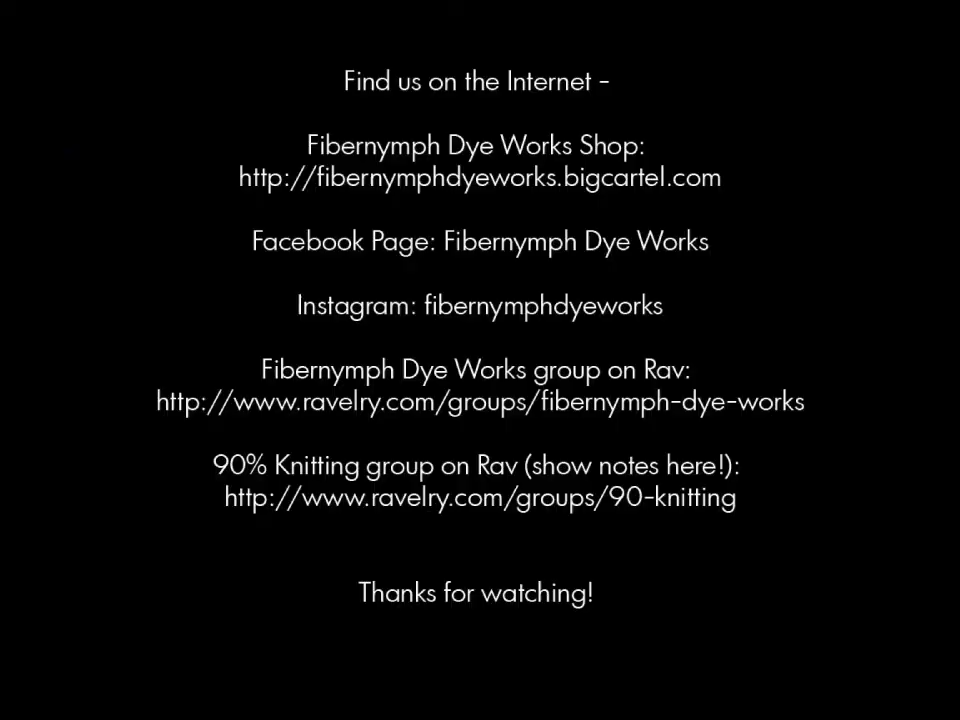 Find us on the Internet -
Fibernymph Dye Works Shop:
http://fibernymphdyeworks.bigcartel.com
Facebook Page: Fibernymph Dye Works
Instagram: fibernymphdyeworks
Fibernymph Dye Works group on Rav:
http://www.ravelry.com/groups/fibernymph-dye-works
90% Knitting group on Rav (show notes here!):
http://www.ravelry.com/groups/90-knitting
Thanks for watching!